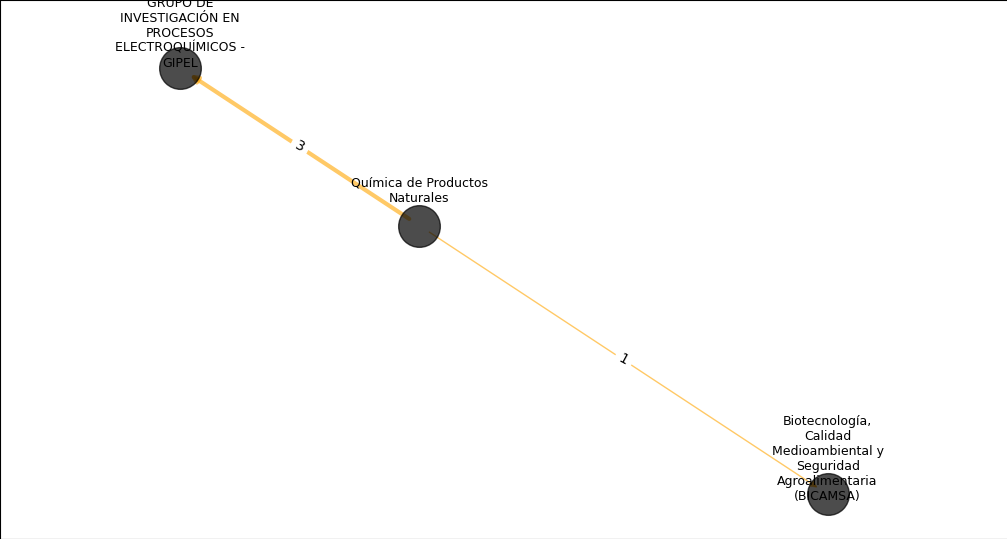 GRUPO DE
INVESTIGACIÓN EN
PROCESOS
ELECTROQUÍMICOS -
GIPEL
3
Química de Productos
Naturales
1
Biotecnología,
Calidad
Medioambiental y
Seguridad
Agroalimentaria
(BICAMSA)